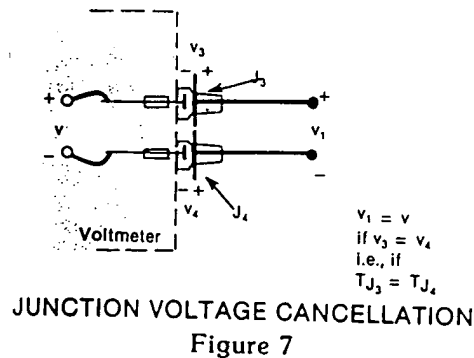 v3
− +
J3
+
+
v
v1
−
−
− +
v4
J4
Voltmeter
v1 = v
if v3 = v4
i.e., if
TJ3 = TJ4
JUNCTION VOLTAGE CANCELLATION
Figure 7